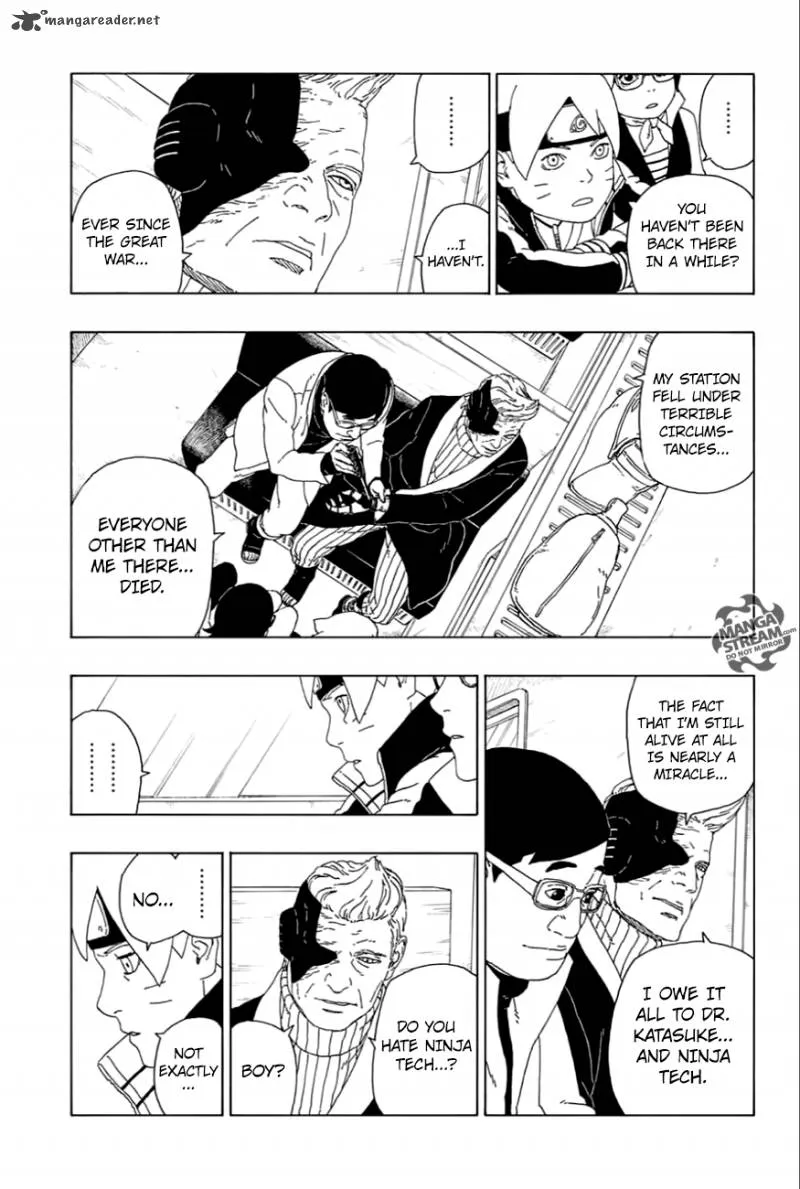 mangareader.net
.........
YOU
HAVEN'T BEEN
BACK THERE
IN A WHILE?
.........
...I
HAVEN'T.
EVER SINCE
THE GREAT
WAR...
MY STATION
FELL UNDER
TERRIBLE
CIRCUMS-
TANCES...
EVERYONE
OTHER THAN
ME THERE...
DIED.
MANGA
STREAM.com
DO NOT MIRROR
THE FACT
THAT I'M STILL
ALIVE AT ALL
IS NEARLY A
MIRACLE...
I OWE IT
ALL TO DR.
KATASUKE...
...AND NINJA
TECH.
.........
DO YOU
HATE NINJA
TECH...?
BOY?
.........
NO...
NOT
EXACTLY
...